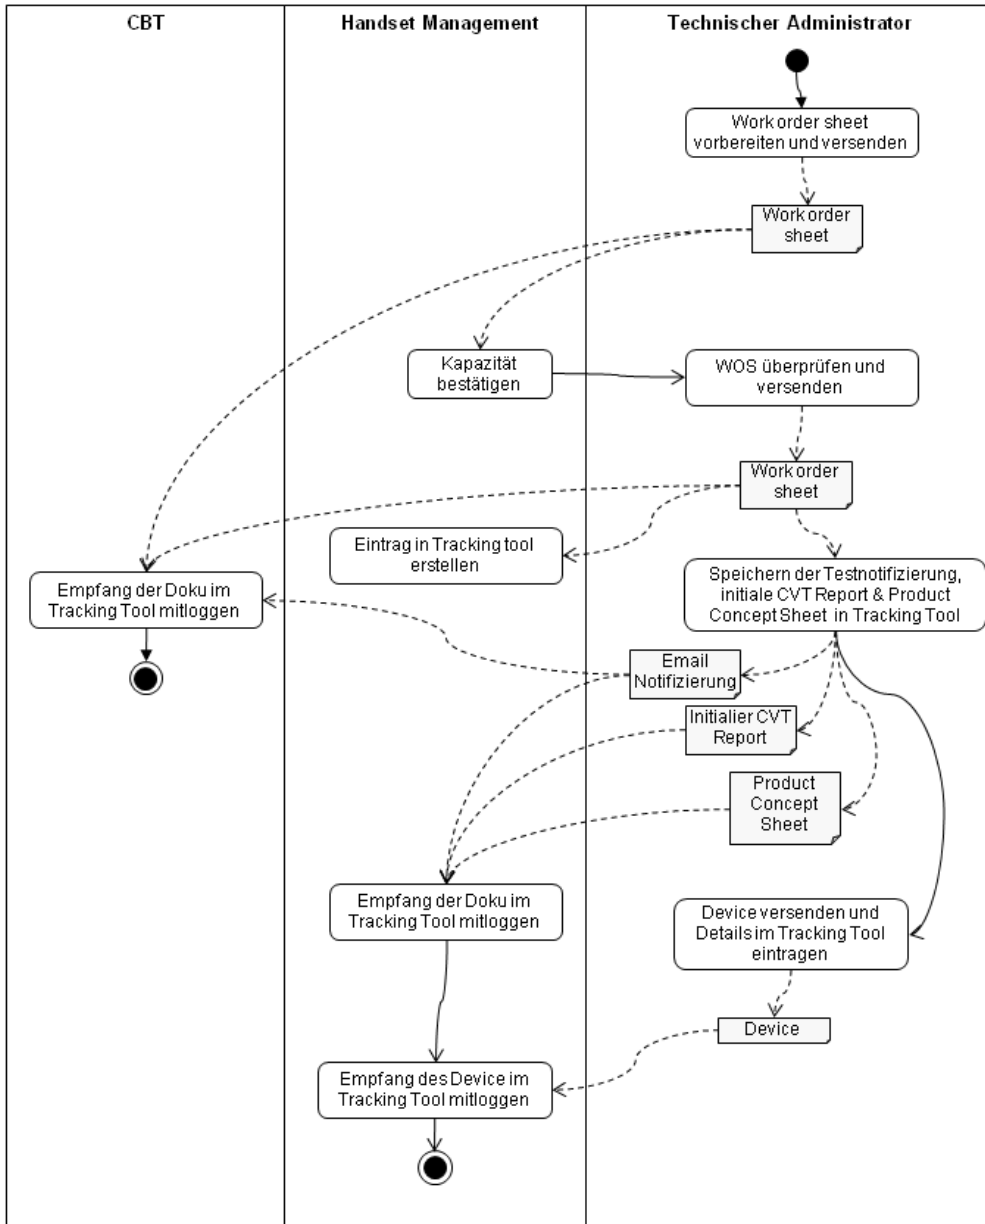 CBT
Handset Management
Technischer Administrator
Work order sheet
vorbereiten und versenden
Work order
sheet
Kapazität
bestätigen
WOS überprüfen und
versenden
Work order
sheet
Eintrag in Tracking tool
erstellen
Empfang der Doku im
Tracking Tool mitloggen
Speichern der Testnotifizierung,
initiale CVT Report & Product
Concept Sheet in Tracking Tool
Email
Notifizierung
Initialier CVT
Report
Product
Concept
Sheet
Empfang der Doku im
Tracking Tool mitloggen
Device versenden und
Details im Tracking Tool
eintragen
Device
Empfang des Device im
Tracking Tool mitloggen